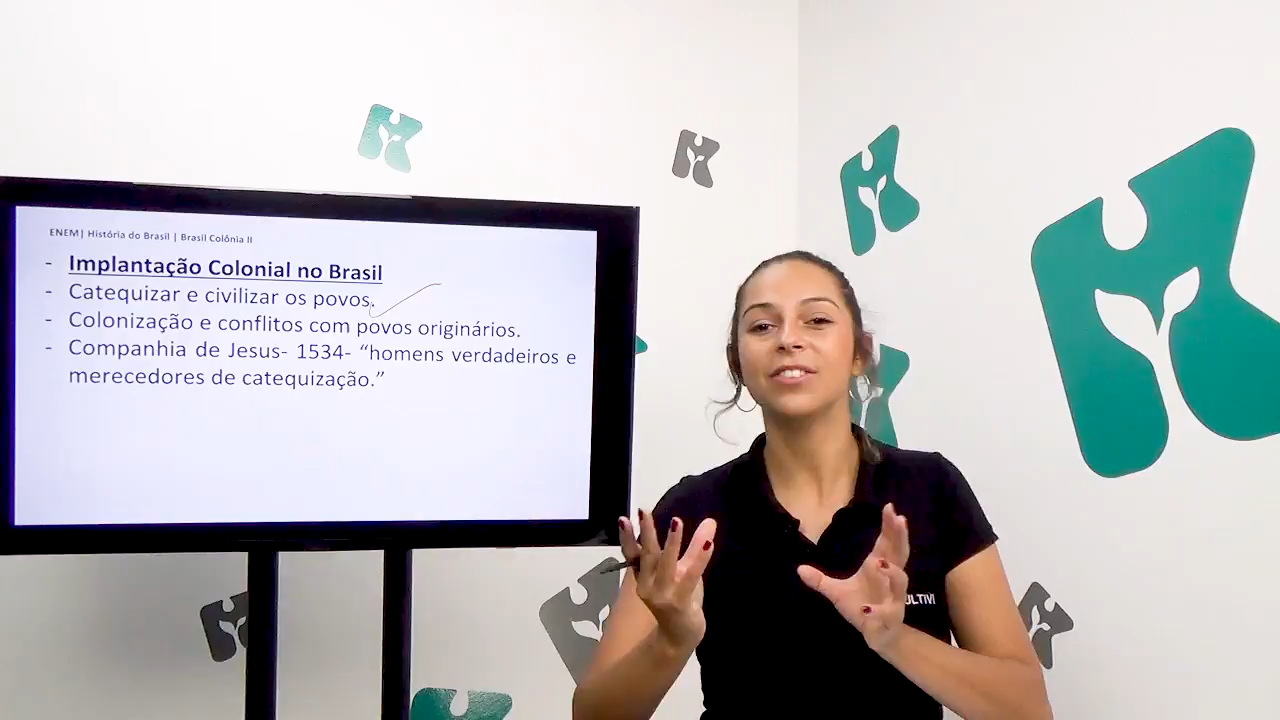 ENEM| História do Brasil | Brasil Colônia II
- Implantação Colonial no Brasil
- Catequizar e civilizar os povos.
- Colonização e conflitos com povos originários.
- Companhia de Jesus- 1534- “homens verdadeiros e
merecedores de catequização.”